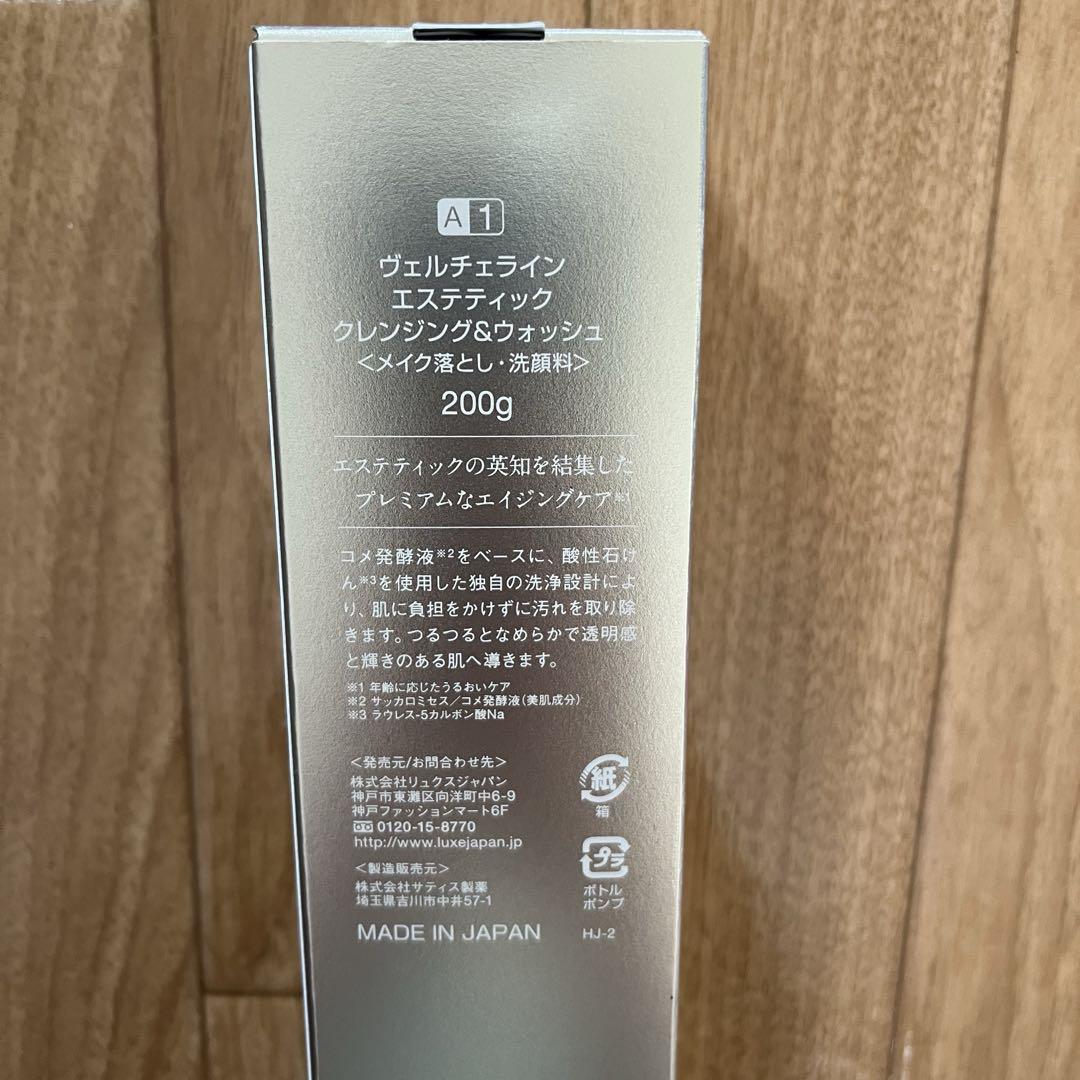 A 1
ヴェルチェライン
エステティック
クレンジング&ウォッシュ
<メイク落とし・洗顔料>
200g
エステティックの英知を結集した
プレミアムなエイジングケア※1
コメ発酵液※2をベースに、酸性石け
ん※3を使用した独自の洗浄設計によ
り、肌に負担をかけずに汚れを取り除
きます。つるつるとなめらかで透明感
と輝きのある肌へ導きます。
※1 年齢に応じたうるおいケア
※2 サッカロミセス/コメ発酵液(美肌成分)
※3 ラウレス-5カルボン酸Na
<発売元/お問合わせ先>
株式会社リュクスジャパン
神戸市東灘区向洋町中6-9
神戸ファッションマート6F
0120-15-8770
http://www.luxejapan.jp
<製造販売元>
株式会社サティス製薬
埼玉県吉川市中井57-1
MADE IN JAPAN
紙
箱
プラ
ボトル
ポンプ
HJ-2